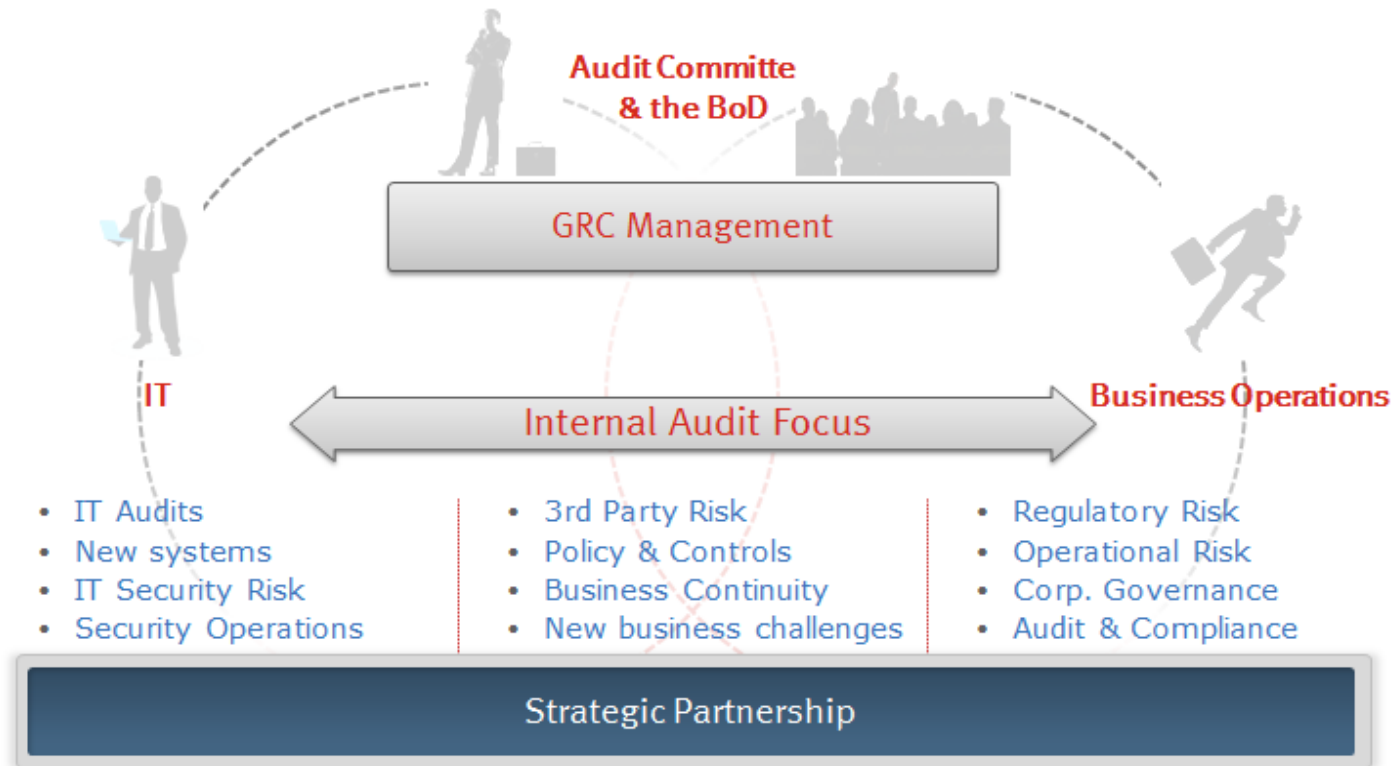 Audit Committe
& the BoD
GRC Management
IT
Business Operations
Internal Audit Focus
• IT Audits
• New systems
• IT Security Risk
• Security Operations
• 3rd Party Risk
• Policy & Controls
• Business Continuity
• New business challenges
• Regulatory Risk
• Operational Risk
• Corp. Governance
• Audit & Compliance
Strategic Partnership